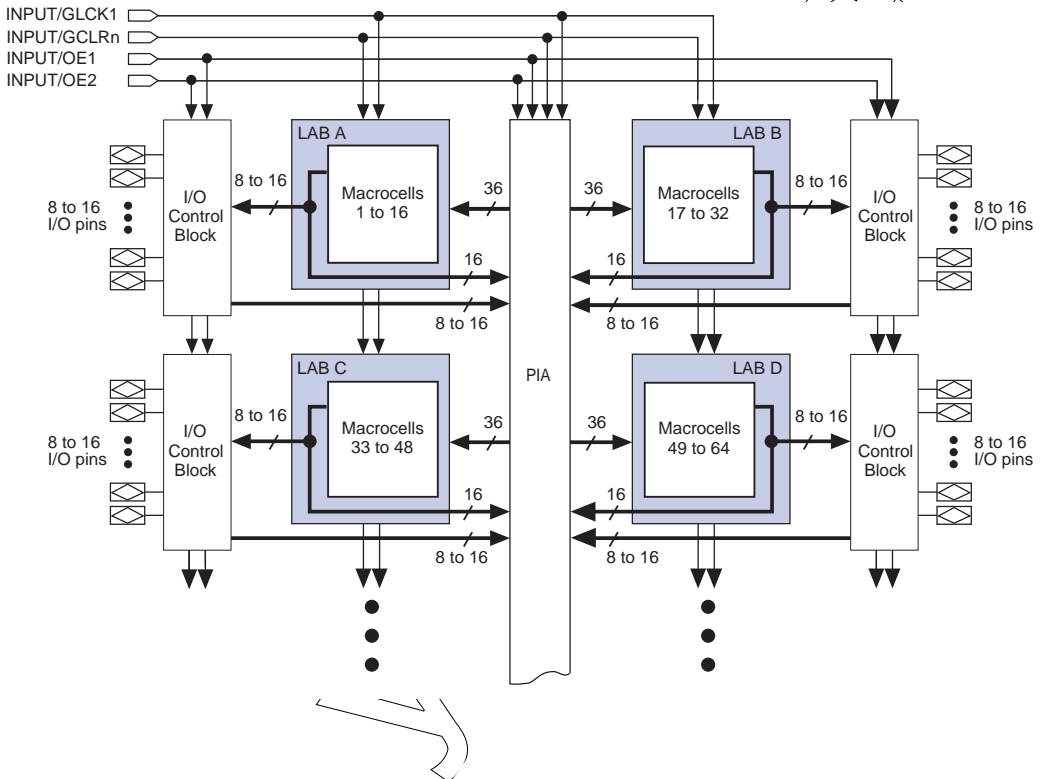 INPUT/GLCK1
INPUT/GCLRn
INPUT/OE1
INPUT/OE2
LAB A
LAB B
8 to 16
I/O pins
I/O
Control
Block
8 to 16
Macrocells
1 to 16
36
36
Macrocells
17 to 32
8 to 16
I/O
Control
Block
8 to 16
I/O pins
16
16
8 to 16
8 to 16
PIA
LAB C
LAB D
8 to 16
I/O pins
I/O
Control
Block
8 to 16
Macrocells
33 to 48
36
36
Macrocells
49 to 64
8 to 16
I/O
Control
Block
8 to 16
I/O pins
16
16
8 to 16
8 to 16